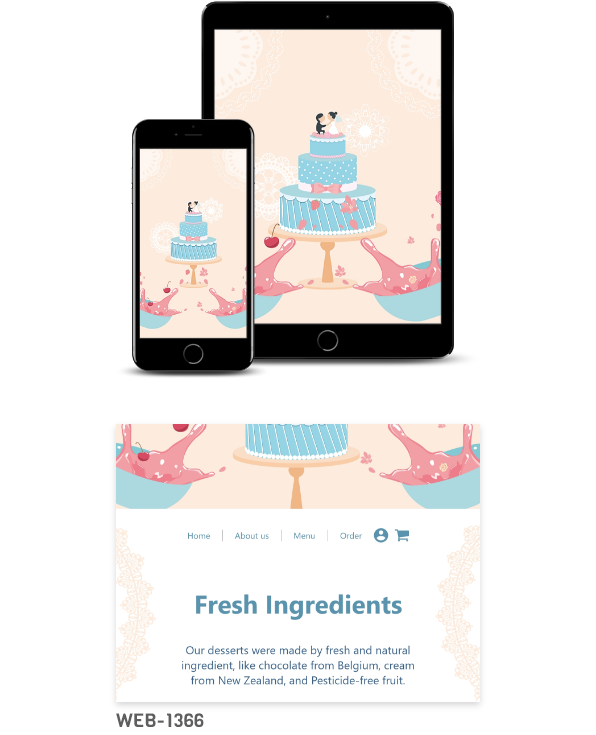 Home
About us
Menu
Order
Fresh Ingredients
Our desserts were made by fresh and natural
ingredient, like chocolate from Belgium, cream
from New Zealand, and Pesticide-free fruit.
WEB-1366